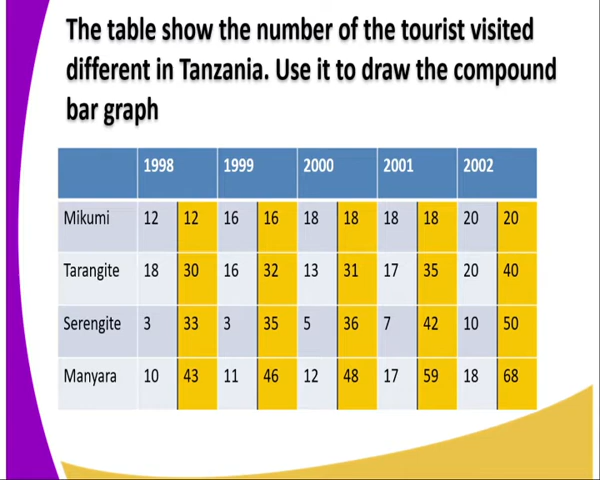 The table show the number of the tourist visited
different in Tanzania. Use it to draw the compound
bar graph
1998 1999 2000 2001 2002
Mikumi 12 12 16 16 18 18 18 18 20 20
Tarangite 18 30 16 32 13 31 17 35 20 40
Serengite 3 33 3 35 5 36 7 42 10 50
Manyara 10 43 11 46 12 48 17 59 18 68